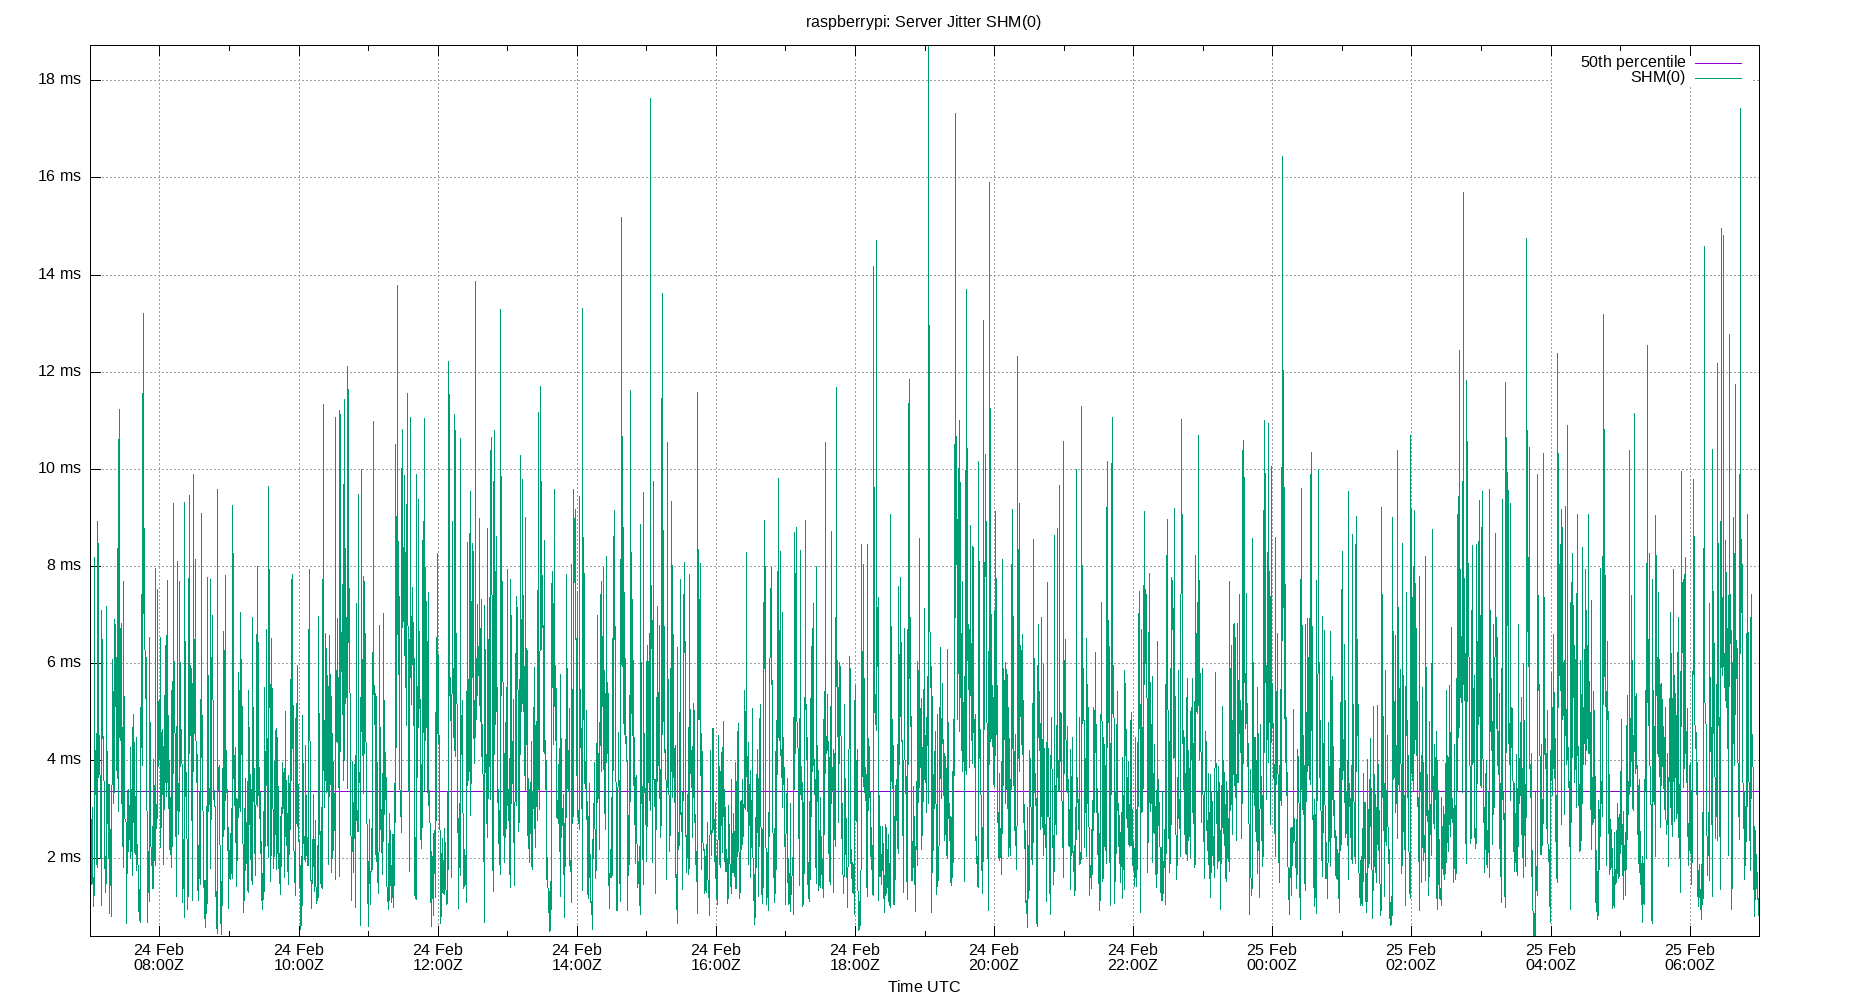 raspberrypi: Server Jitter SHM(0)
50th percentile
SHM(0)
18 ms
16 ms
14 ms
12 ms
10 ms
8 ms
6 ms
4 ms
2 ms
24 Feb 24 Feb 24 Feb 24 Feb 24 Feb 24 Feb 24 Feb 24 Feb 25 Feb 25 Feb 25 Feb 25 Feb
08:00Z 10:00Z 12:00Z 14:00Z 16:00Z 18:00Z 20:00Z 22:00Z 00:00Z 02:00Z 04:00Z 06:00Z
Time UTC